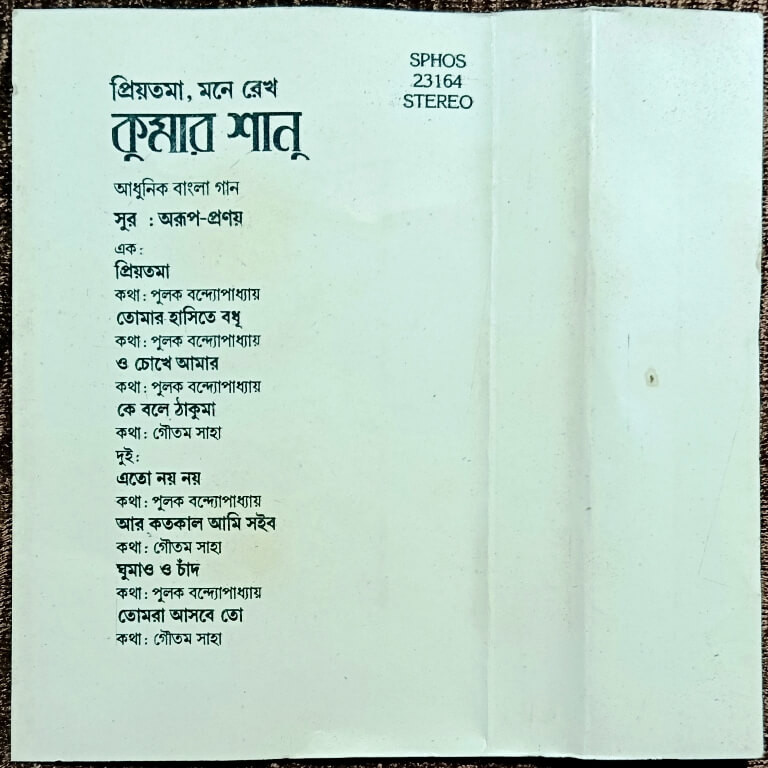 SPHOS
23164
STEREO
প্রিয়তমা, মনে রেখ
কুমার শানু
আধুনিক বাংলা গান
সুর : অরূপ-প্রণয়
এক:
প্রিয়তমা
কথা: পুলক বন্দ্যোপাধ্যায়
তোমার হাসিতে বধূ
কথা: পুলক বন্দ্যোপাধ্যায়
ও চোখে আমার
কথা: পুলক বন্দ্যোপাধ্যায়
কে বলে ঠাকুমা
কথা: গৌতম সাহা
দুই:
এতো নয় নয়
কথা: পুলক বন্দ্যোপাধ্যায়
আর কতকাল আমি সইব
কথা: গৌতম সাহা
ঘুমাও ও চাঁদ
কথা: পুলক বন্দ্যোপাধ্যায়
তোমরা আসবে তো
কথা: গৌতম সাহা